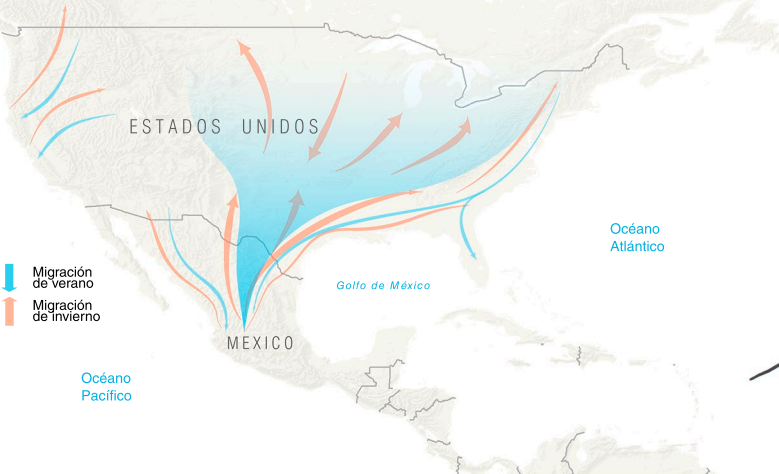 ESTADOS UNIDOS
Océano
Atlántico
Migración
de verano
Golfo de México
Migración
de invierno
MEXICO
Océano
Pacífico